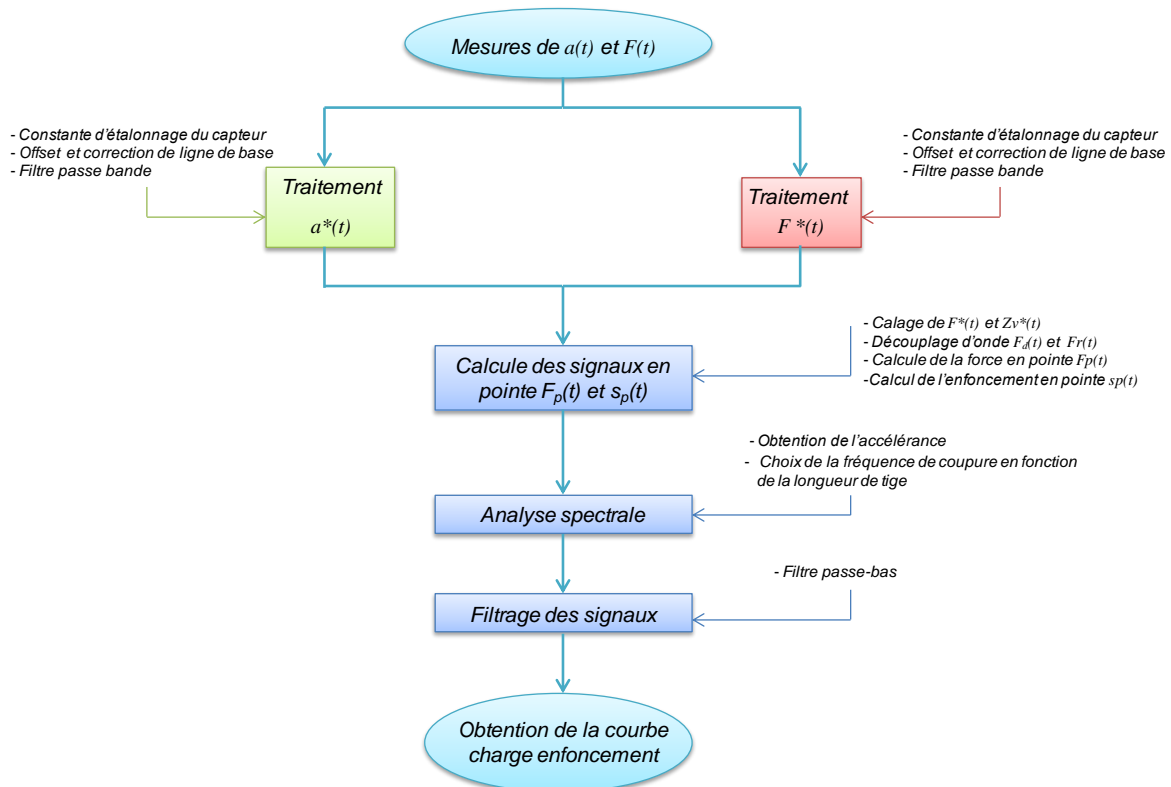 Mesures de a(t) et F(t)
- Constante d'étalonnage du capteur
- Offset et correction de ligne de base
- Filtre passe bande
- Constante d'étalonnage du capteur
- Offset et correction de ligne de base
- Filtre passe bande
Traitement
a*(t)
Traitement
F *(t)
- Calage de F*(t) et Zv*(t)
- Découplage d'onde Fd(t) et Fr(t)
- Calcule de la force en pointe Fp(t)
-Calcul de l'enfoncement en pointe sp(t)
Calcule des signaux en
pointe Fp(t) et sp(t)
- Obtention de l'accélérance
- Choix de la fréquence de coupure en fonction
de la longueur de tige
Analyse spectrale
- Filtre passe-bas
Filtrage des signaux
Obtention de la courbe
charge enfoncement